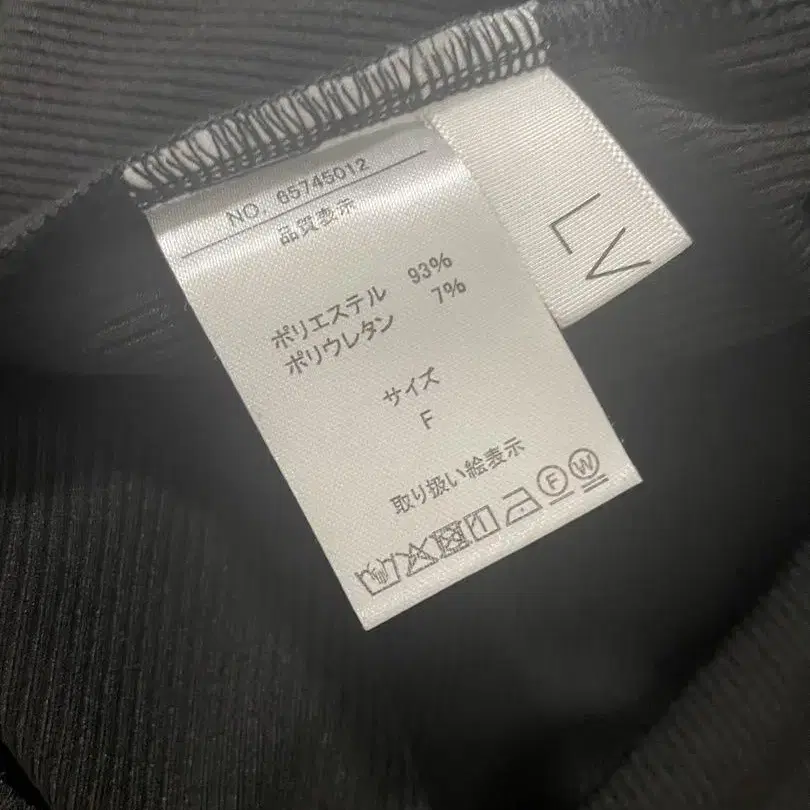 NO. 65745012
品質表示
ポリエステル 93%
ポリウレタン 7%
サイズ
F
取り扱い絵表示
F W
LV